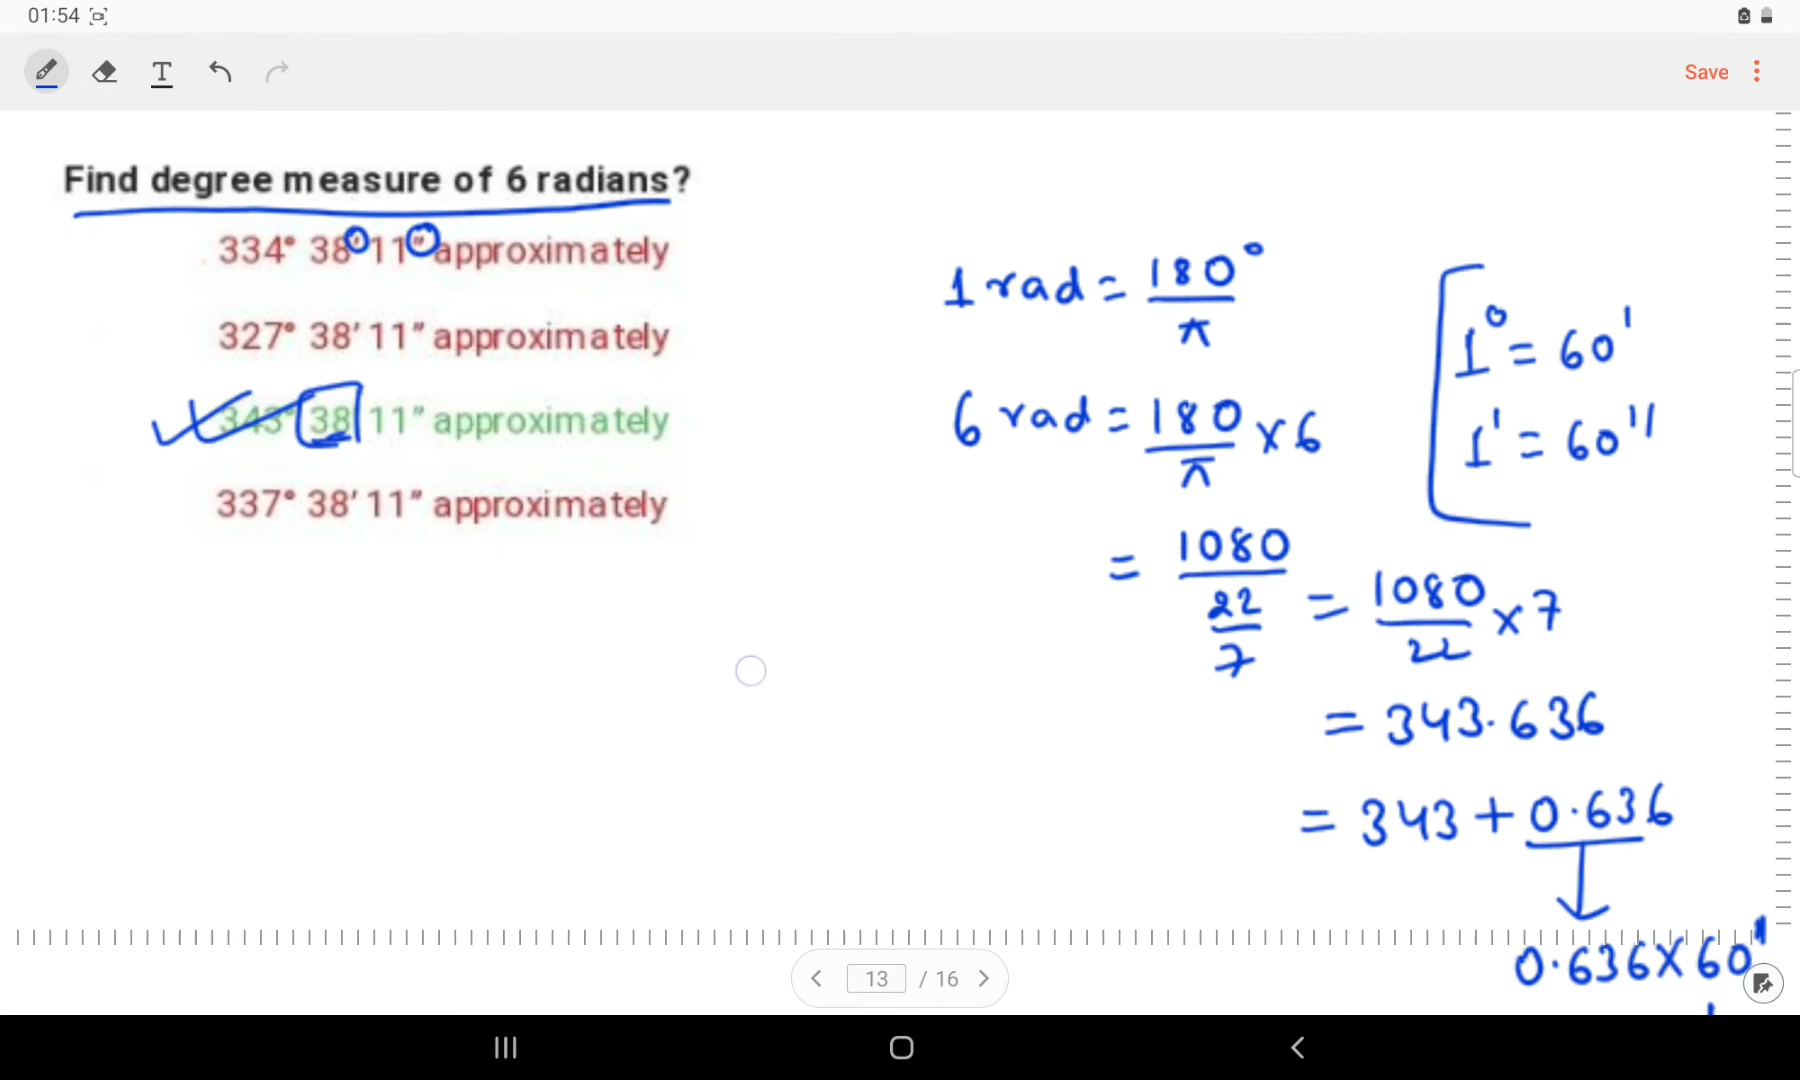 01:54
T
Save
Find degree measure of 6 radians?
334° 38' 11" approximately
327° 38' 11" approximately
343° 38 11" approximately
337° 38' 11" approximately
1 rad = 180° / π
6 rad = 180 / π × 6
= 1080 / 22 / 7 = 1080 / 22 × 7
= 343.636
= 343 + 0.636
0.636 × 60'
1° = 60'
1' = 60"
13 / 16